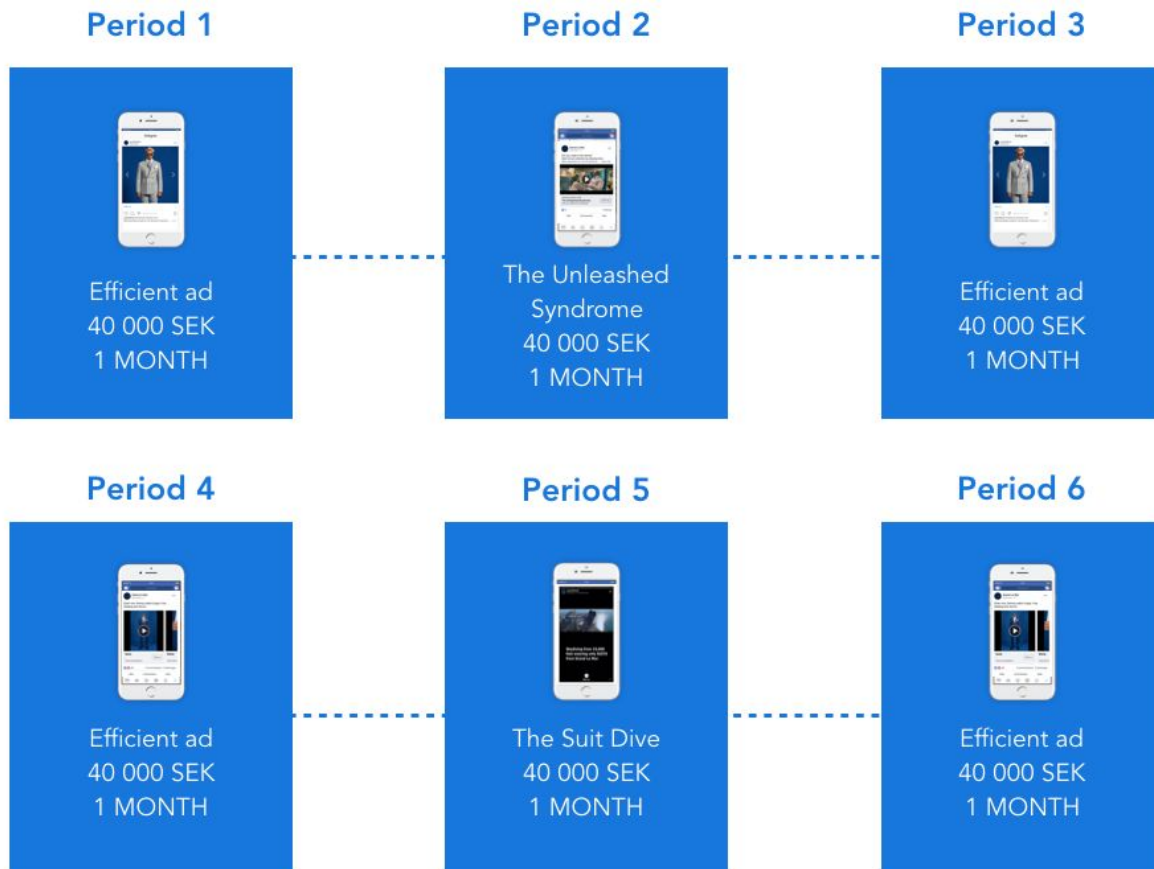 Period 1
Period 2
Period 3
Efficient ad
40 000 SEK
1 MONTH
The Unleashed
Syndrome
40 000 SEK
1 MONTH
Efficient ad
40 000 SEK
1 MONTH
Period 4
Period 5
Period 6
Efficient ad
40 000 SEK
1 MONTH
The Suit Dive
40 000 SEK
1 MONTH
Efficient ad
40 000 SEK
1 MONTH